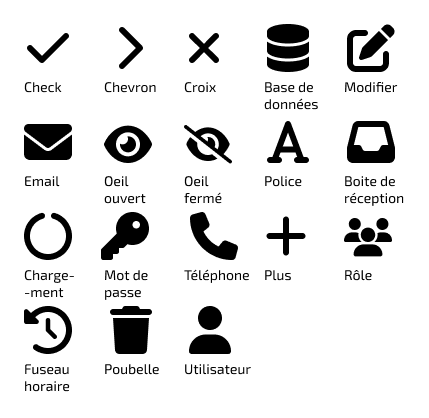 Check
Chevron
Croix
Base de
données
Modifier
Email
Oeil
ouvert
Oeil
fermé
Police
Boite de
réception
Charge-
-ment
Mot de
passe
Téléphone
Plus
Rôle
Fuseau
horaire
Poubelle
Utilisateur